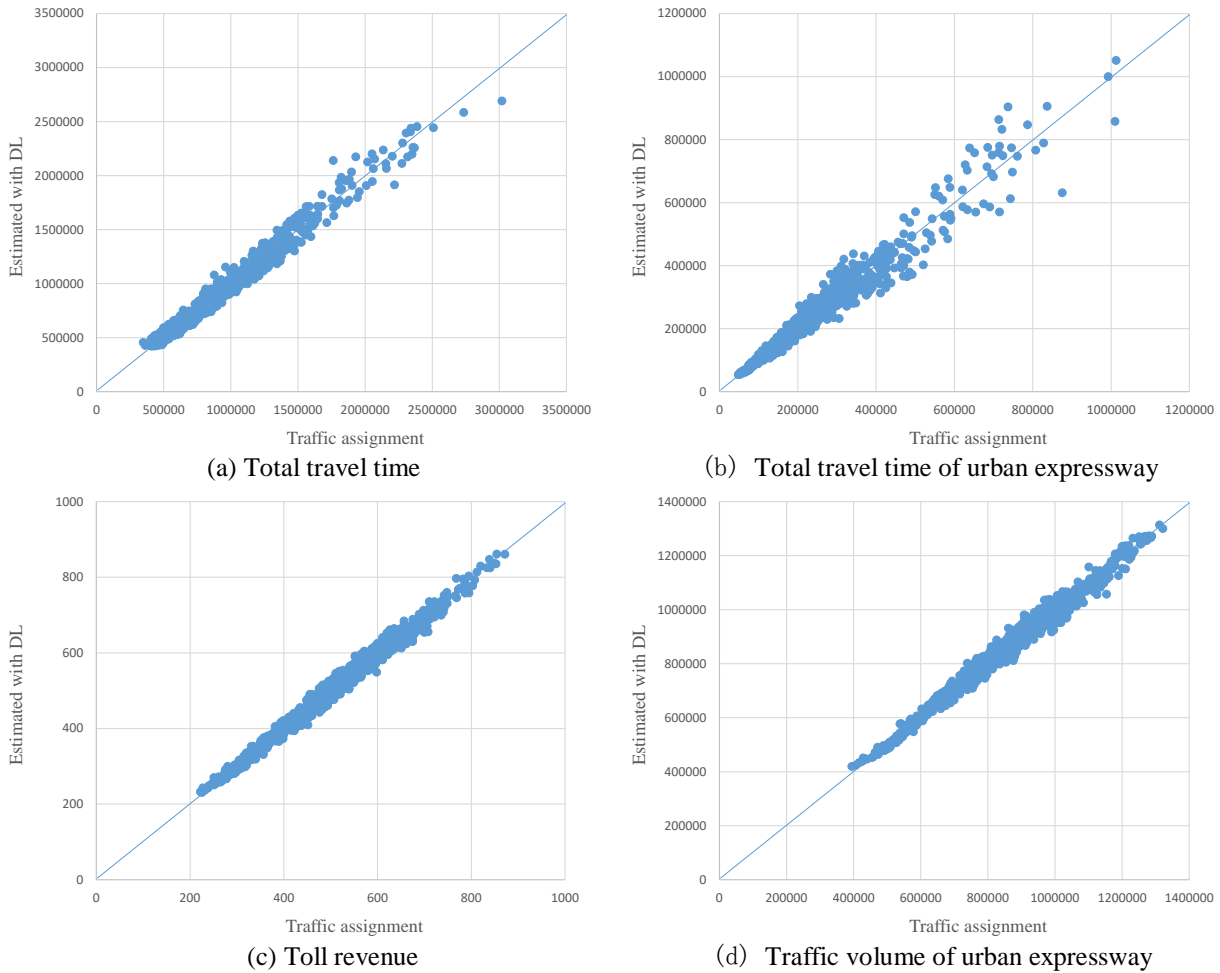 3500000
3000000
2500000
2000000
1500000
1000000
500000
0
Estimated with DL
0 500000 1000000 1500000 2000000 2500000 3000000 3500000
Traffic assignment
(a) Total travel time
1200000
1000000
800000
600000
400000
200000
0
Estimated with DL
0 200000 400000 600000 800000 1000000 1200000
Traffic assignment
(b) Total travel time of urban expressway
1000
800
600
400
200
0
Estimated with DL
0 200 400 600 800 1000
Traffic assignment
(c) Toll revenue
1400000
1200000
1000000
800000
600000
400000
200000
0
Estimated with DL
0 200000 400000 600000 800000 1000000 1200000 1400000
Traffic assignment
(d) Traffic volume of urban expressway